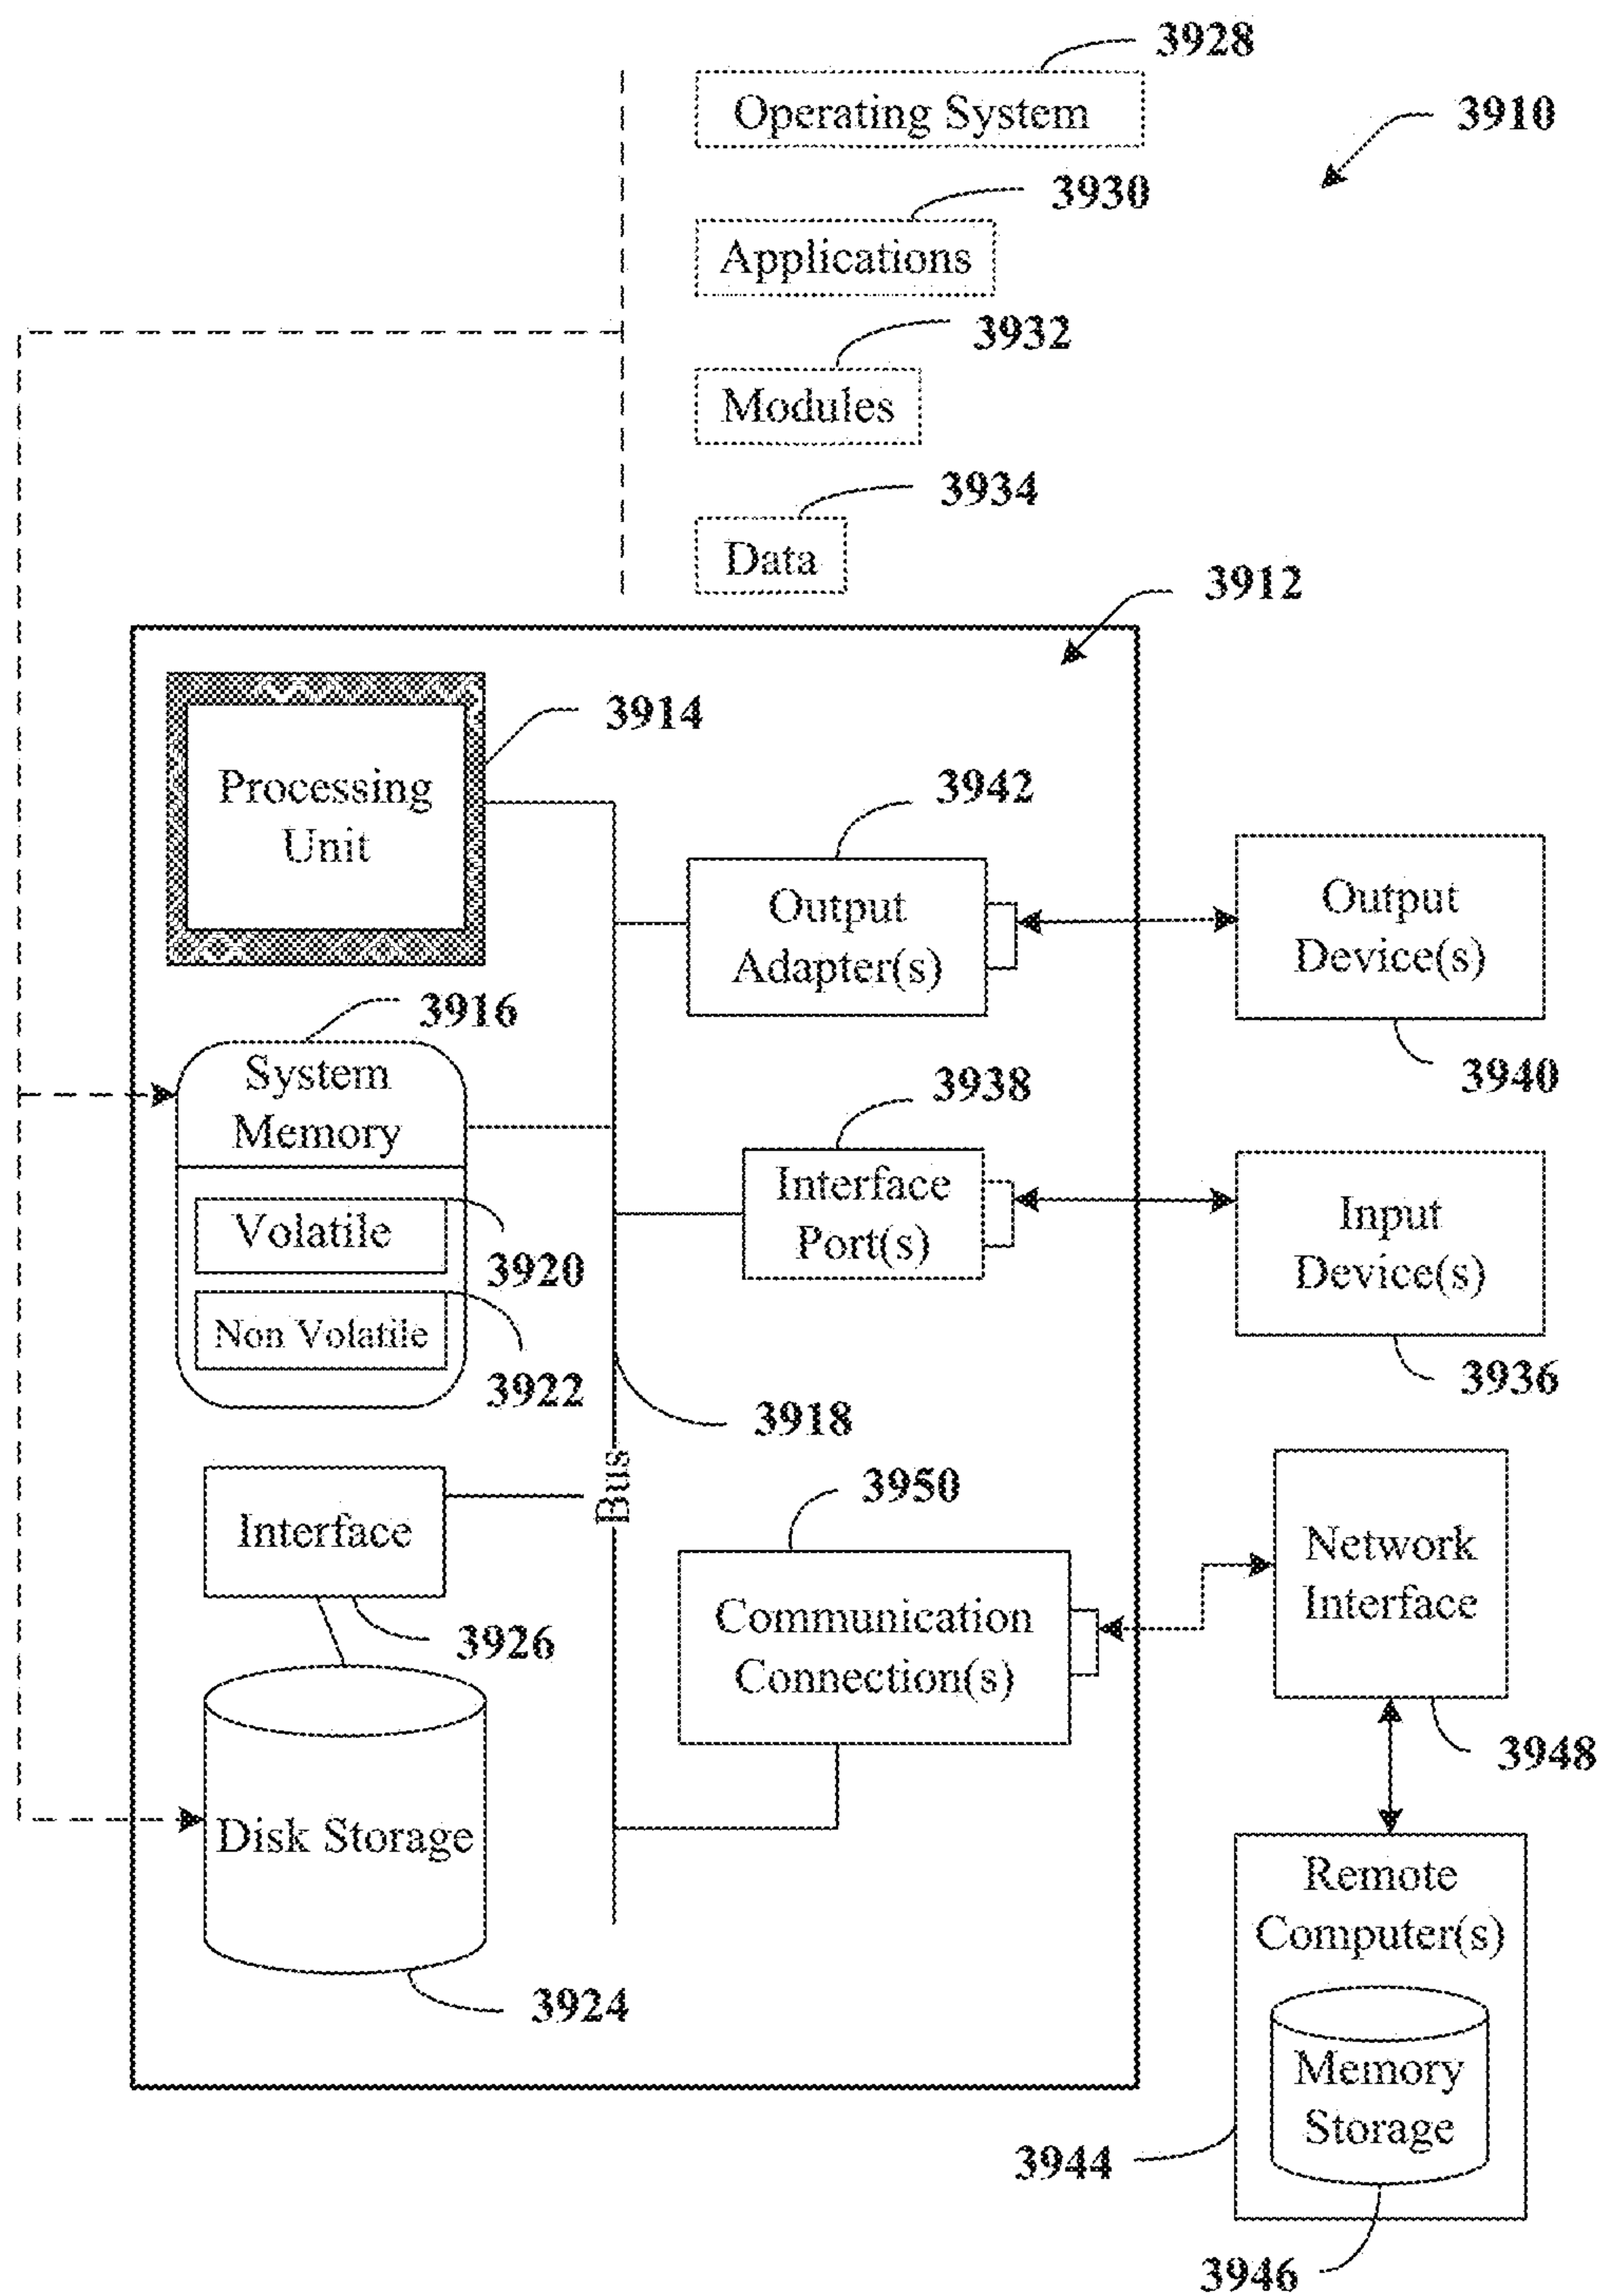 3928
Operating System
3910
3930
Applications
3932
Modules
3934
Data
3912
3914
Processing
Unit
3942
Output
Adapter(s)
Output
Device(s)
3940
3916
System
Memory
Volatile
3920
Non Volatile
3922
3938
Interface
Port(s)
Input
Device(s)
3936
3918
Bus
3950
Interface
3926
Communication
Connection(s)
Network
Interface
3948
Disk Storage
3924
Remote
Computer(s)
Memory
Storage
3944
3946